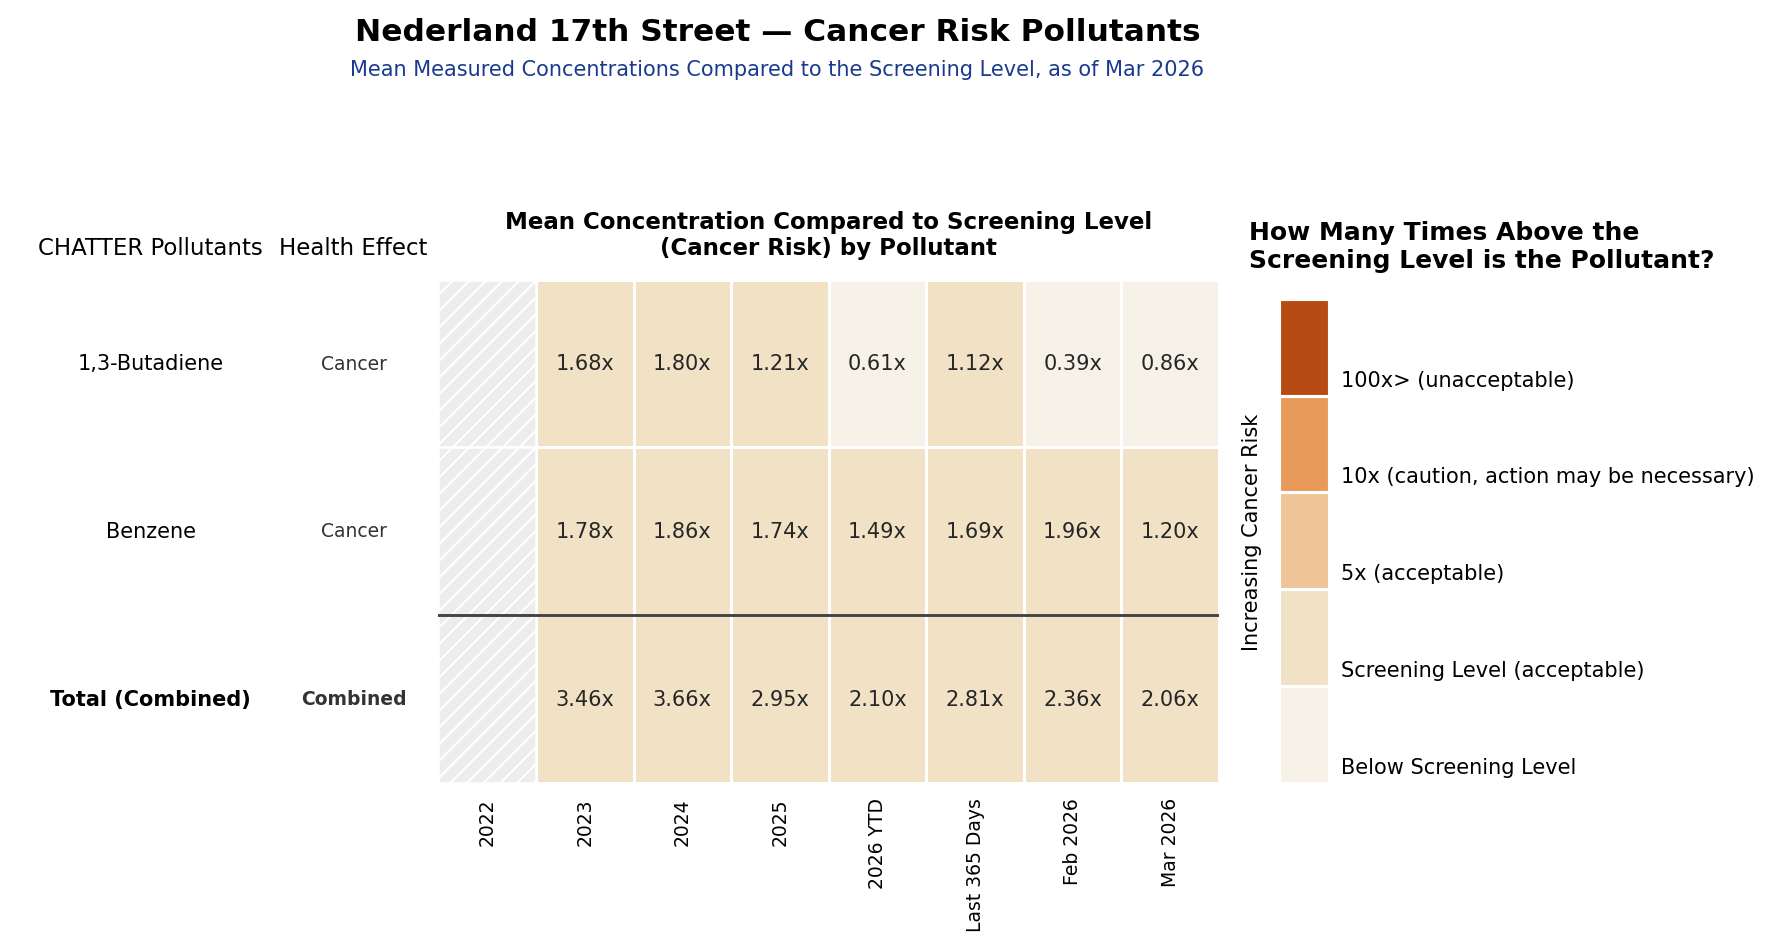 Nederland 17th Street — Cancer Risk Pollutants
Mean Measured Concentrations Compared to the Screening Level, as of Mar 2026
CHATTER Pollutants Health Effect
Mean Concentration Compared to Screening Level
(Cancer Risk) by Pollutant
1,3-Butadiene Cancer 1.68x 1.80x 1.21x 0.61x 1.12x 0.39x 0.86x
Benzene Cancer 1.78x 1.86x 1.74x 1.49x 1.69x 1.96x 1.20x
Total (Combined) Combined 3.46x 3.66x 2.95x 2.10x 2.81x 2.36x 2.06x
2022
2023
2024
2025
2026 YTD
Last 365 Days
Feb 2026
Mar 2026
How Many Times Above the
Screening Level is the Pollutant?
Increasing Cancer Risk
100x> (unacceptable)
10x (caution, action may be necessary)
5x (acceptable)
Screening Level (acceptable)
Below Screening Level